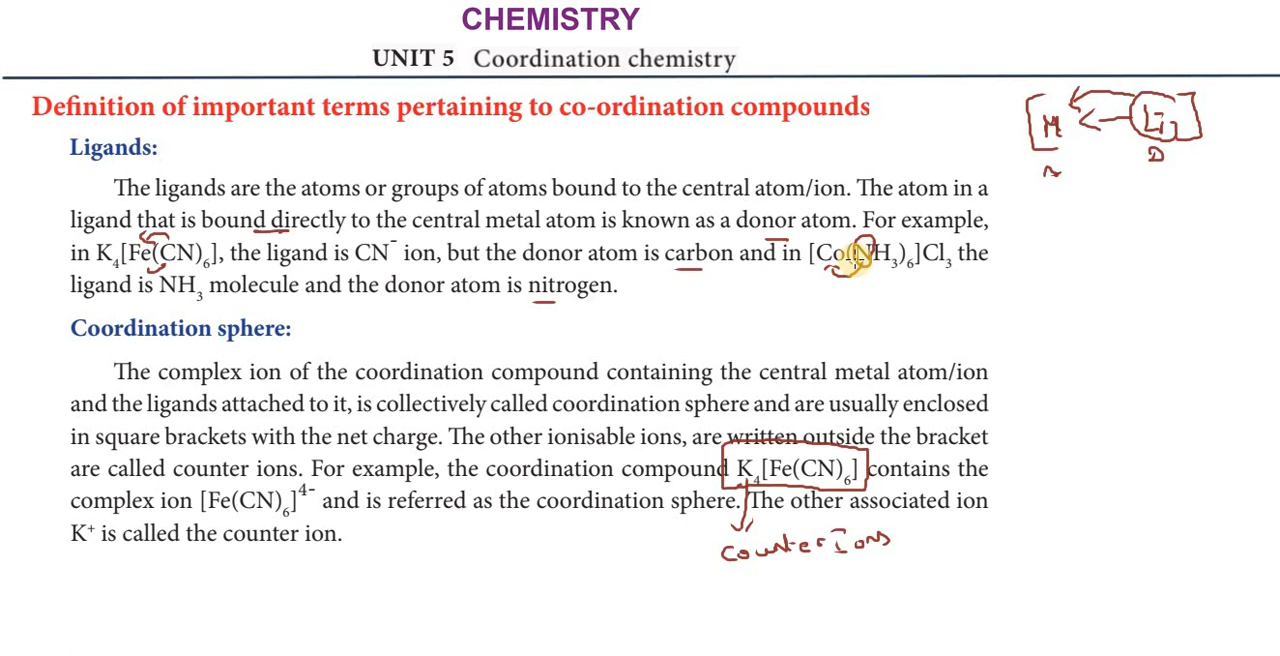 CHEMISTRY
UNIT 5 Coordination chemistry
Definition of important terms pertaining to co-ordination compounds
[M Li]
D
Ligands:
The ligands are the atoms or groups of atoms bound to the central atom/ion. The atom in a
ligand that is bound directly to the central metal atom is known as a donor atom. For example,
in K₄[Fe(CN)₆], the ligand is CN⁻ ion, but the donor atom is carbon and in [Co(NH₃)₆]Cl₃ the
ligand is NH₃ molecule and the donor atom is nitrogen.
Coordination sphere:
The complex ion of the coordination compound containing the central metal atom/ion
and the ligands attached to it, is collectively called coordination sphere and are usually enclosed
in square brackets with the net charge. The other ionisable ions, are written outside the bracket
are called counter ions. For example, the coordination compound K₄[Fe(CN)₆] contains the
complex ion [Fe(CN)₆]⁴⁻ and is referred as the coordination sphere. The other associated ion
K⁺ is called the counter ion.
counter Ions